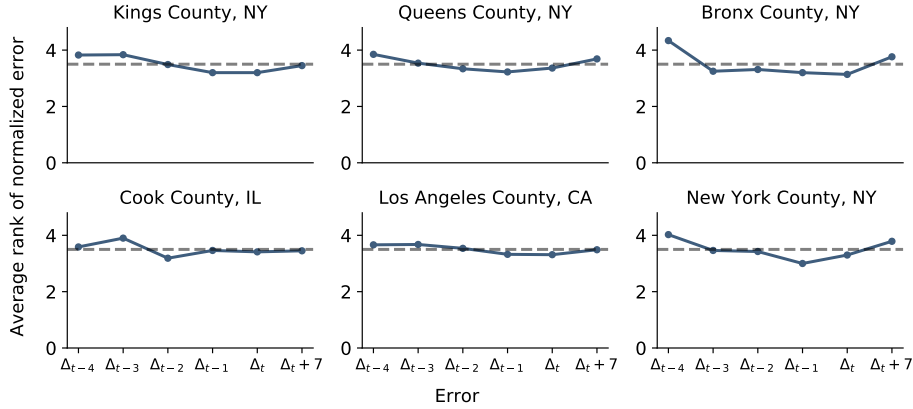 Kings County, NY
Queens County, NY
Bronx County, NY
4
2
0
4
2
0
4
2
0
Average rank of normalized error
Cook County, IL
Los Angeles County, CA
New York County, NY
4
2
0
4
2
0
4
2
0
Δt−4 Δt−3 Δt−2 Δt−1 Δt Δt+7
Δt−4 Δt−3 Δt−2 Δt−1 Δt Δt+7
Δt−4 Δt−3 Δt−2 Δt−1 Δt Δt+7
Error